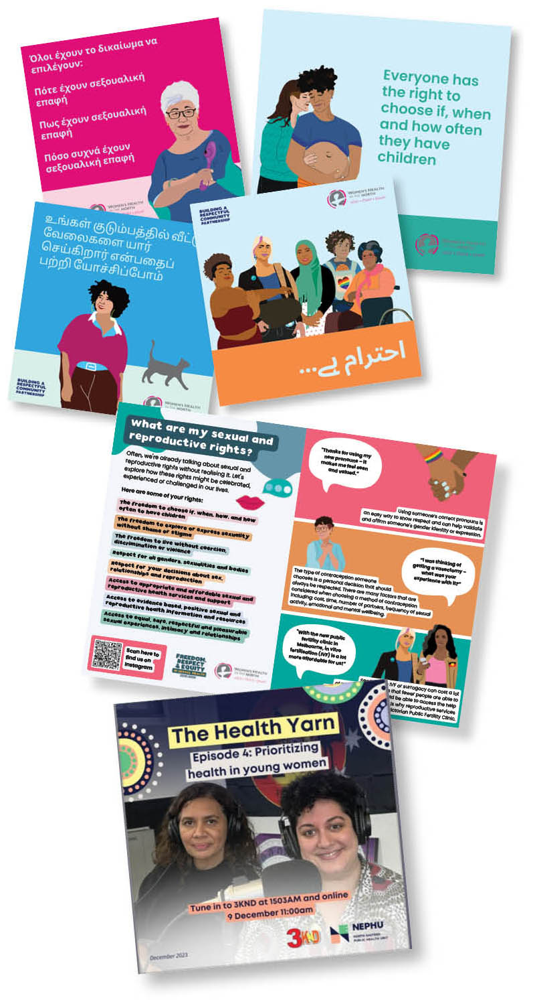 Όλοι έχουν το δικαίωμα να
επιλέγουν:
Πότε έχουν σεξουαλική
επαφή
Πως έχουν σεξουαλική
επαφή
Πόσο συχνά έχουν
σεξουαλική επαφή
WOMEN'S HEALTH
IN THE NORTH
Everyone has
the right to
choose if, when
and how often
they have
children
உங்கள் குடும்பத்தில்
வேலைகளை யார்
செய்கிறார் என்பதைப்
பற்றி யோசிப்போம்
BUILDING A
RESPECTFUL
COMMUNITY
PARTNERSHIP
WOMEN'S HEALTH
IN THE NORTH
BUILDING A
RESPECTFUL
COMMUNITY
PARTNERSHIP
WOMEN'S HEALTH
IN THE NORTH
احترام ہے...
What are my sexual and
reproductive rights?
Often, we're already talking about sexual and
reproductive rights without realising it. Let's
explore how these rights might be celebrated,
experienced or challenged in our lives.
Here are some of your rights:
The freedom to choose if, when, how, and how
often to have children
The freedom to explore or express sexuality
without shame or stigma
The freedom to live without coercion,
discrimination or violence
Respect for all genders, sexualities and bodies
Respect for your decisions about sex,
relationships and reproduction
Access to appropriate and affordable sexual and
reproductive health services and support
Access to evidence based, positive sexual and
reproductive health information and resources
Access to equal, safe, respectful and pleasurable
sexual experiences, intimacy and relationships
Scan here to
find us on
Instagram
FREEDOM,
RESPECT
& EQUITY
IN SEXUAL HEALTH
WOMEN'S HEALTH
IN THE NORTH
"Thanks for using my
new pronouns – it
makes me feel seen
and valued."
Using someone's correct pronouns is
an easy way to show respect and can help validate
and affirm someone's gender identity or expression.
"I was thinking of
getting a vasectomy –
what was your
experience with it?"
The type of contraception someone
chooses is a personal decision that should
always be respected. There are many factors that are
considered when choosing a method of contraception
including: cost, time, number of partners, frequency of sexual
activity, emotional and mental wellbeing.
"With the new public
fertility clinic in
Melbourne, in vitro
fertilisation (IVF) is a lot
more affordable for us!"
IVF or surrogacy can cost a lot
that fewer people are able to
be able to access the help
is why reproductive services
Victorian Public Fertility Clinic.
The Health Yarn
Episode 4: Prioritizing
health in young women
Tune in to 3KND at 1503AM and online
9 December 11:00am
3KND
NEPHU
NORTH EASTERN
PUBLIC HEALTH UNIT
December 2023